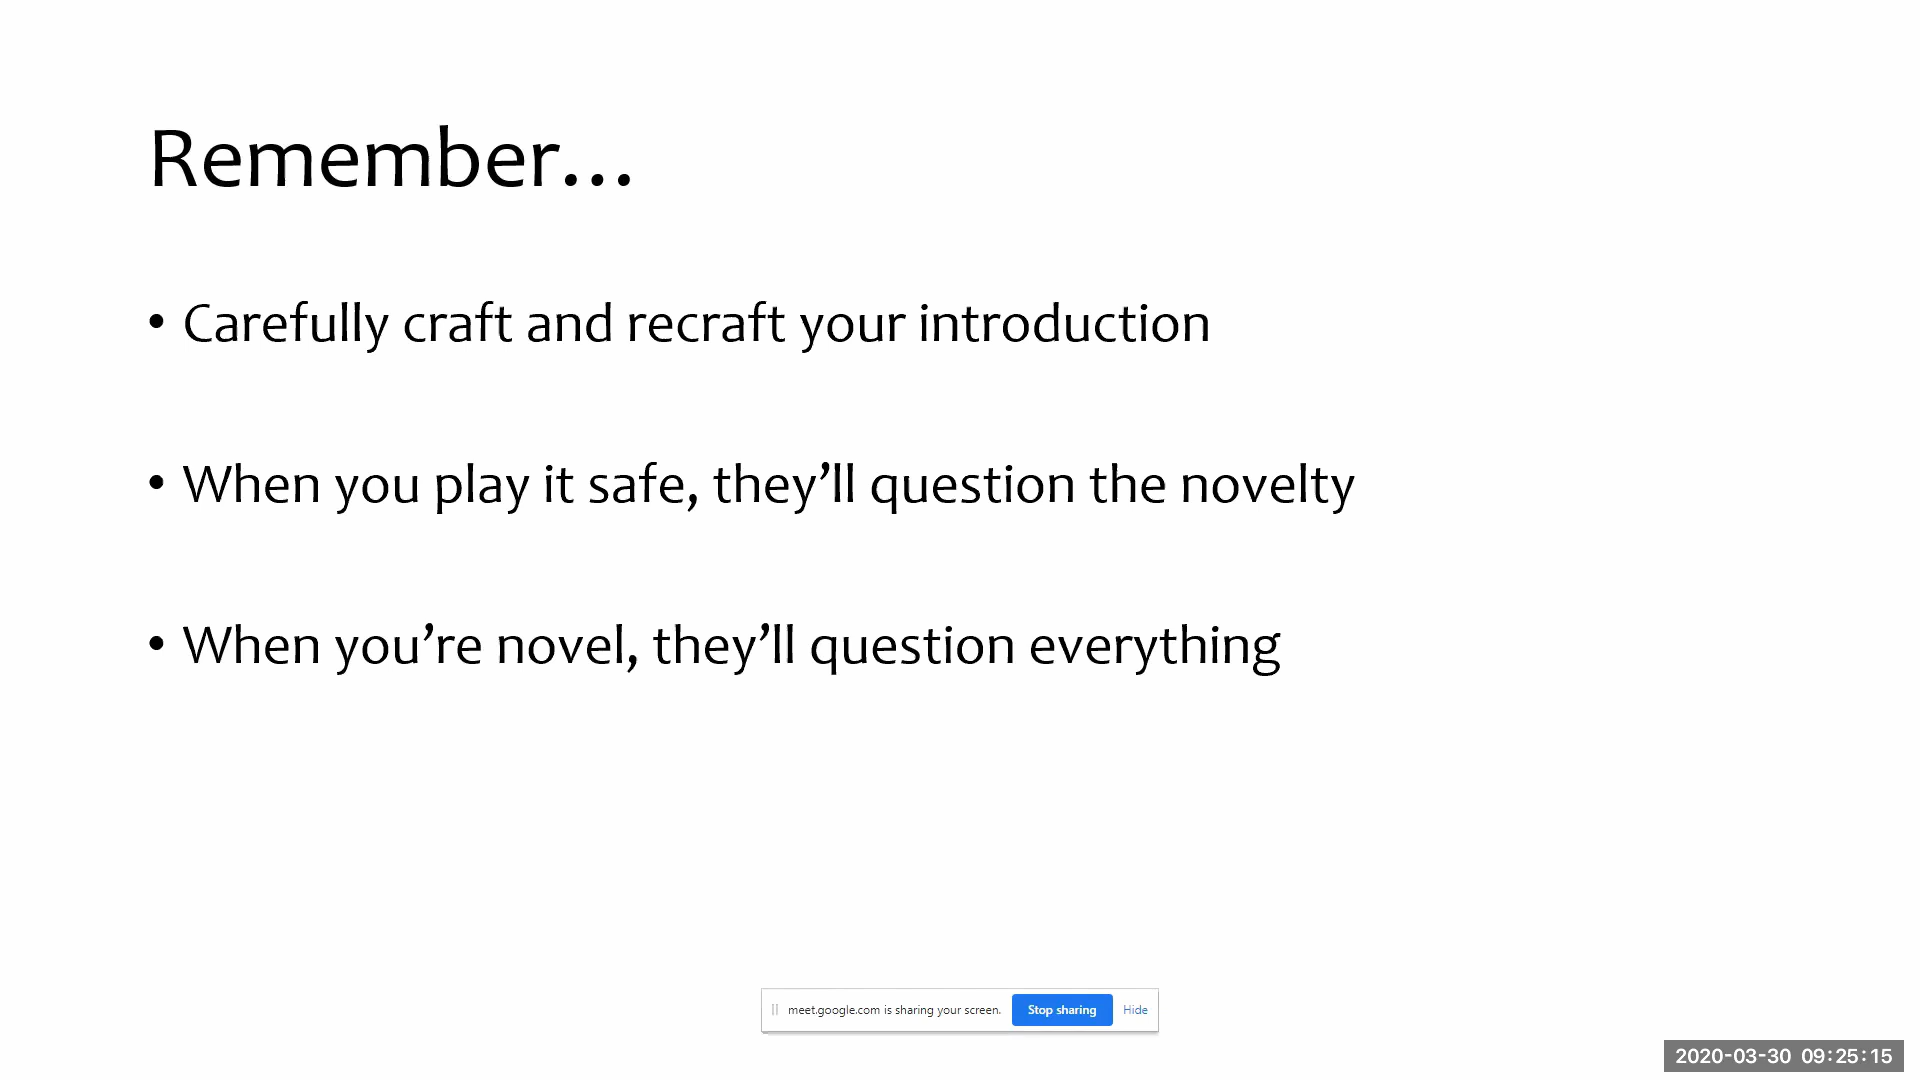 Remember...
• Carefully craft and recraft your introduction
• When you play it safe, they’ll question the novelty
• When you’re novel, they’ll question everything
meet.google.com is sharing your screen. Stop sharing Hide
2020-03-30 09:25:15